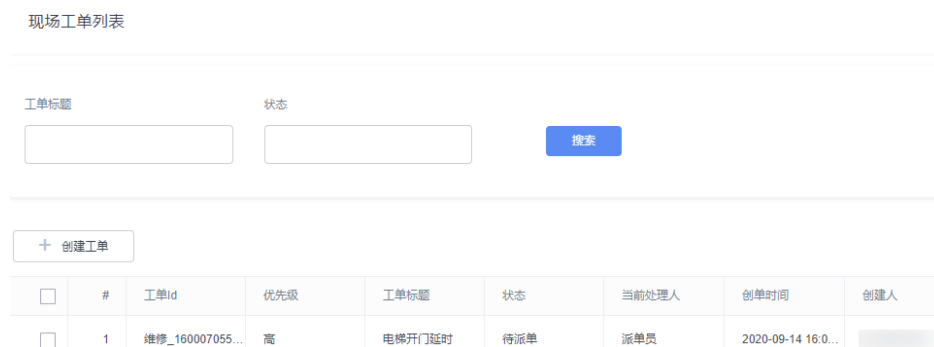 现场工单列表
工单标题 状态
搜索
+ 创建工单
# 工单Id 优先级 工单标题 状态 当前处理人 创单时间 创建人
1 维修_160007055... 高 电梯开门延时 待派单 派单员 2020-09-14 16:0...